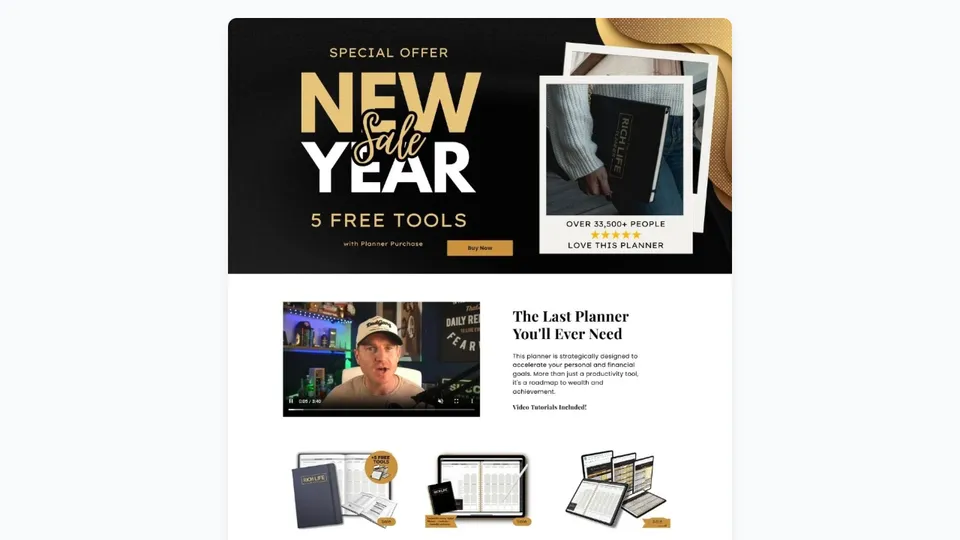 SPECIAL OFFER
NEW
Sale
YEAR
5 FREE TOOLS
with Planner Purchase
Buy Now
RICH LIFE
PLANNER
OVER 33,500+ PEOPLE
LOVE THIS PLANNER
DAILY RE
FEAR
SUCC
0:05 / 3:40
The Last Planner
You'll Ever Need
This planner is strategically designed to
accelerate your personal and financial
goals. More than just a productivity tool,
it's a roadmap to wealth and
achievement.
Video Tutorials Included!
+5 FREE
TOOLS
RICH LIFE